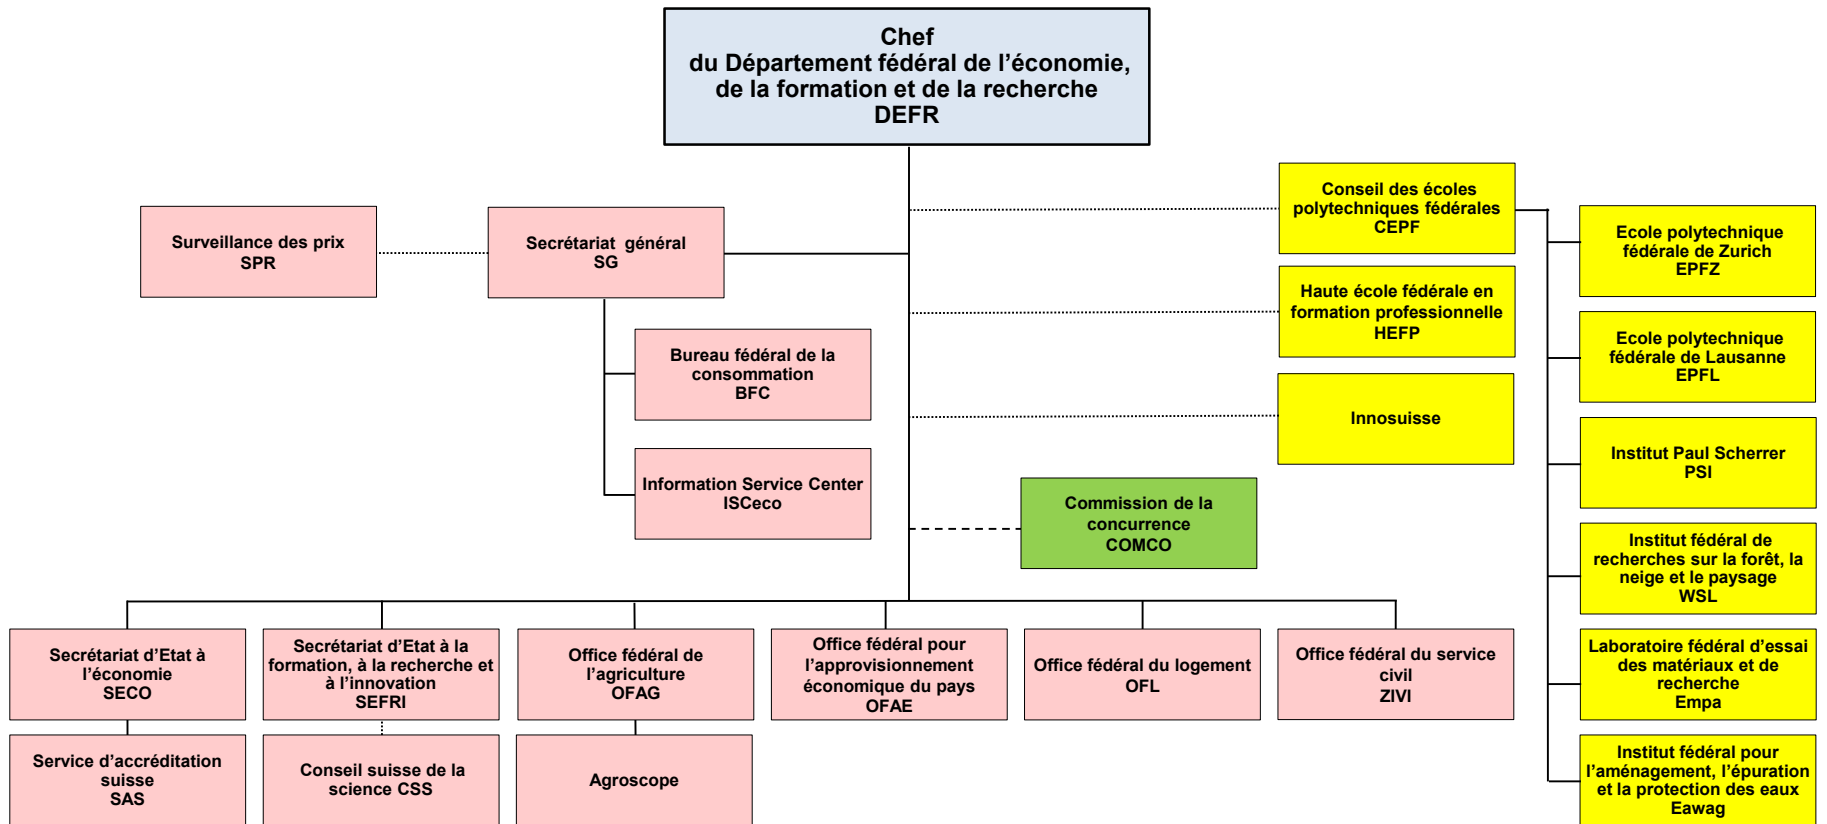 Chef
du Département fédéral de l'économie,
de la formation et de la recherche
DEFR
Surveillance des prix
SPR
Secrétariat général
SG
Bureau fédéral de la
consommation
BFC
Information Service Center
ISCeco
Conseil des écoles
polytechniques fédérales
CEPF
Haute école fédérale en
formation professionnelle
HEFP
Innosuisse
Commission de la
concurrence
COMCO
Ecole polytechnique
fédérale de Zurich
EPFZ
Ecole polytechnique
fédérale de Lausanne
EPFL
Institut Paul Scherrer
PSI
Institut fédéral de
recherches sur la forêt, la
neige et le paysage
WSL
Laboratoire fédéral d'essai
des matériaux et de
recherche
Empa
Institut fédéral pour
l'aménagement, l'épuration
et la protection des eaux
Eawag
Secrétariat d'Etat à
l'économie
SECO
Secrétariat d'Etat à la
formation, à la recherche et
à l'innovation
SEFRI
Office fédéral de
l'agriculture
OFAG
Office fédéral pour
l'approvisionnement
économique du pays
OFAE
Office fédéral du logement
OFL
Office fédéral du service
civil
ZIVI
Service d'accréditation
suisse
SAS
Conseil suisse de la
science CSS
Agroscope